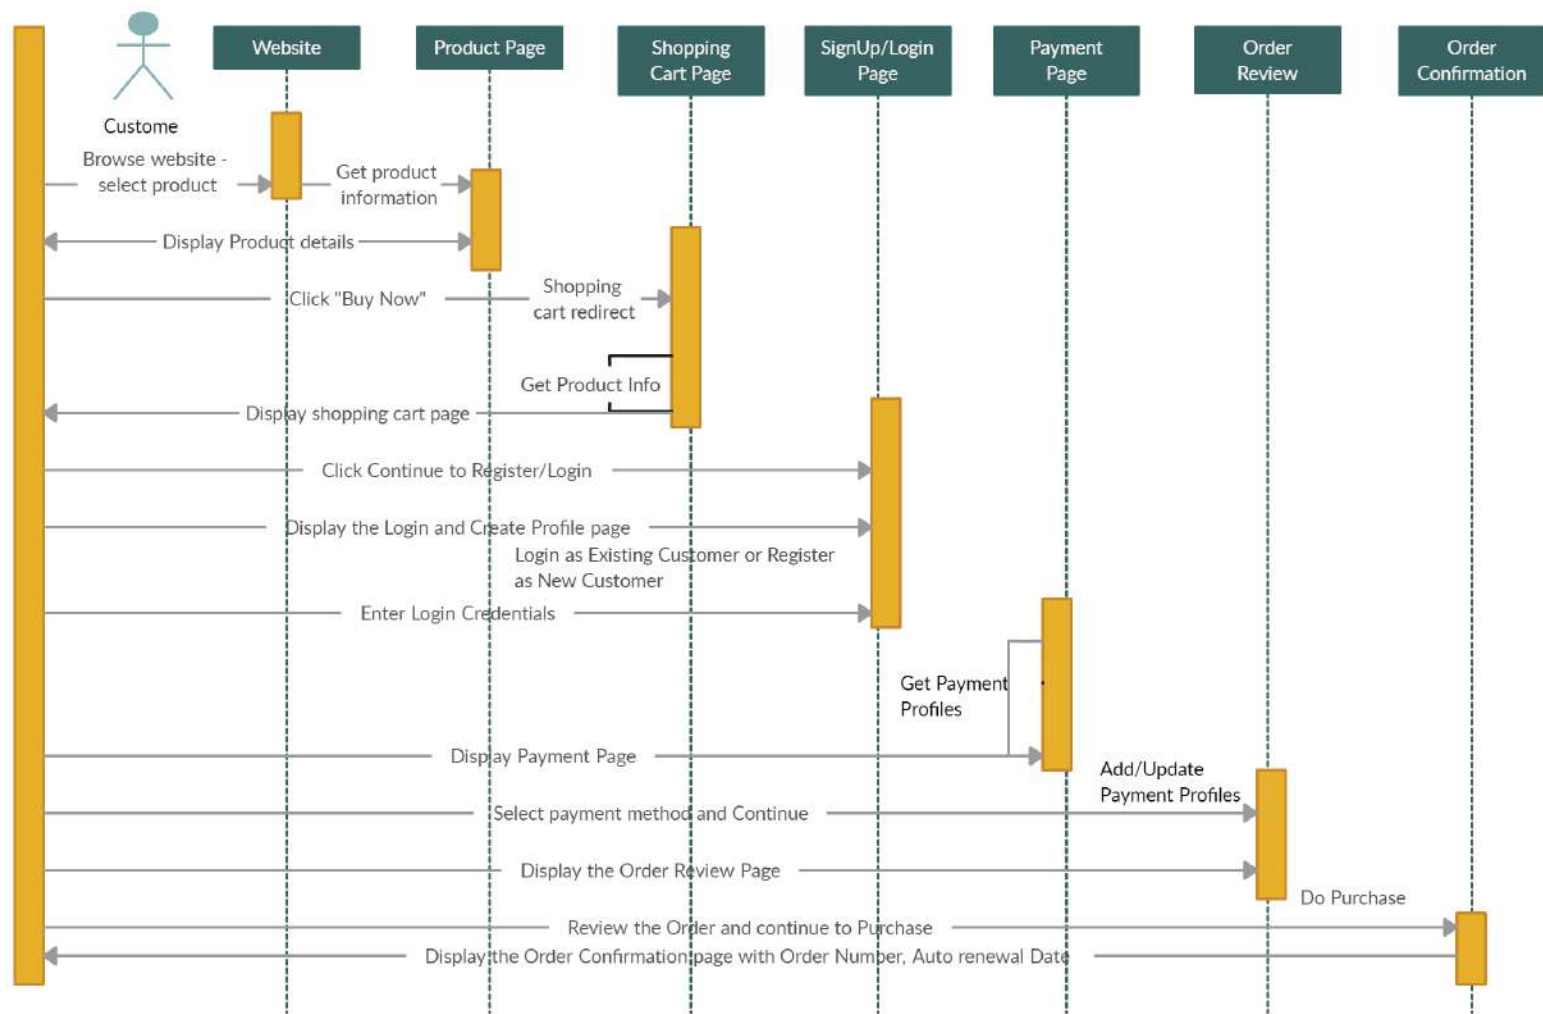 Website
Product Page
Shopping
Cart Page
SignUp/Login
Page
Payment
Page
Order
Review
Order
Confirmation
Custome
Browse website -
select product
Get product
information
Display Product details
Click "Buy Now"
Shopping
cart redirect
Get Product Info
Display shopping cart page
Click Continue to Register/Login
Display the Login and Create Profile page
Login as Existing Customer or Register
as New Customer
Enter Login Credentials
Get Payment
Profiles
Display Payment Page
Add/Update
Payment Profiles
Select payment method and Continue
Display the Order Review Page
Do Purchase
Review the Order and continue to Purchase
Display the Order Confirmation page with Order Number, Auto renewal Date